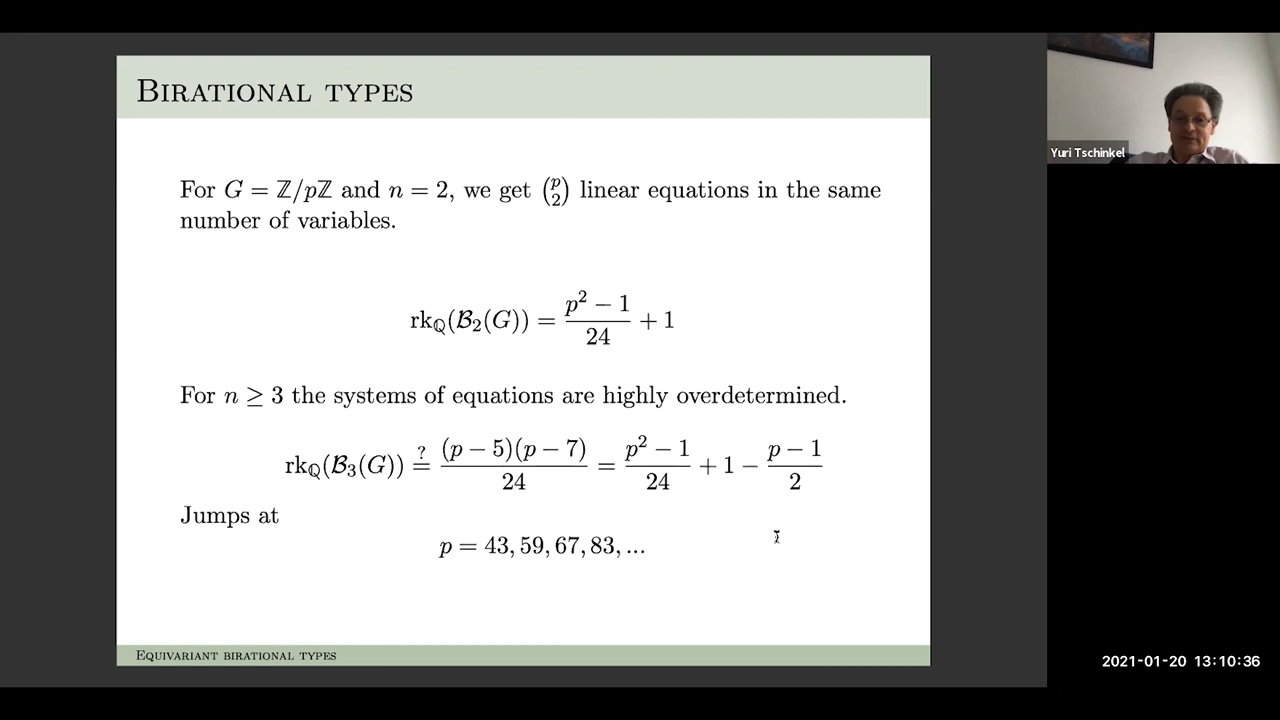 BIRATIONAL TYPES
For G = ℤ/pℤ and n = 2, we get (p 2) linear equations in the same
number of variables.
rk_ℚ(𝓑₂(G)) = (p² − 1)/24 + 1
For n ≥ 3 the systems of equations are highly overdetermined.
rk_ℚ(𝓑₃(G)) ≟ (p − 5)(p − 7)/24 = (p² − 1)/24 + 1 − (p − 1)/2
Jumps at
p = 43, 59, 67, 83, ...
EQUIVARIANT BIRATIONAL TYPES
Yuri Tschinkel
2021-01-20 13:10:36